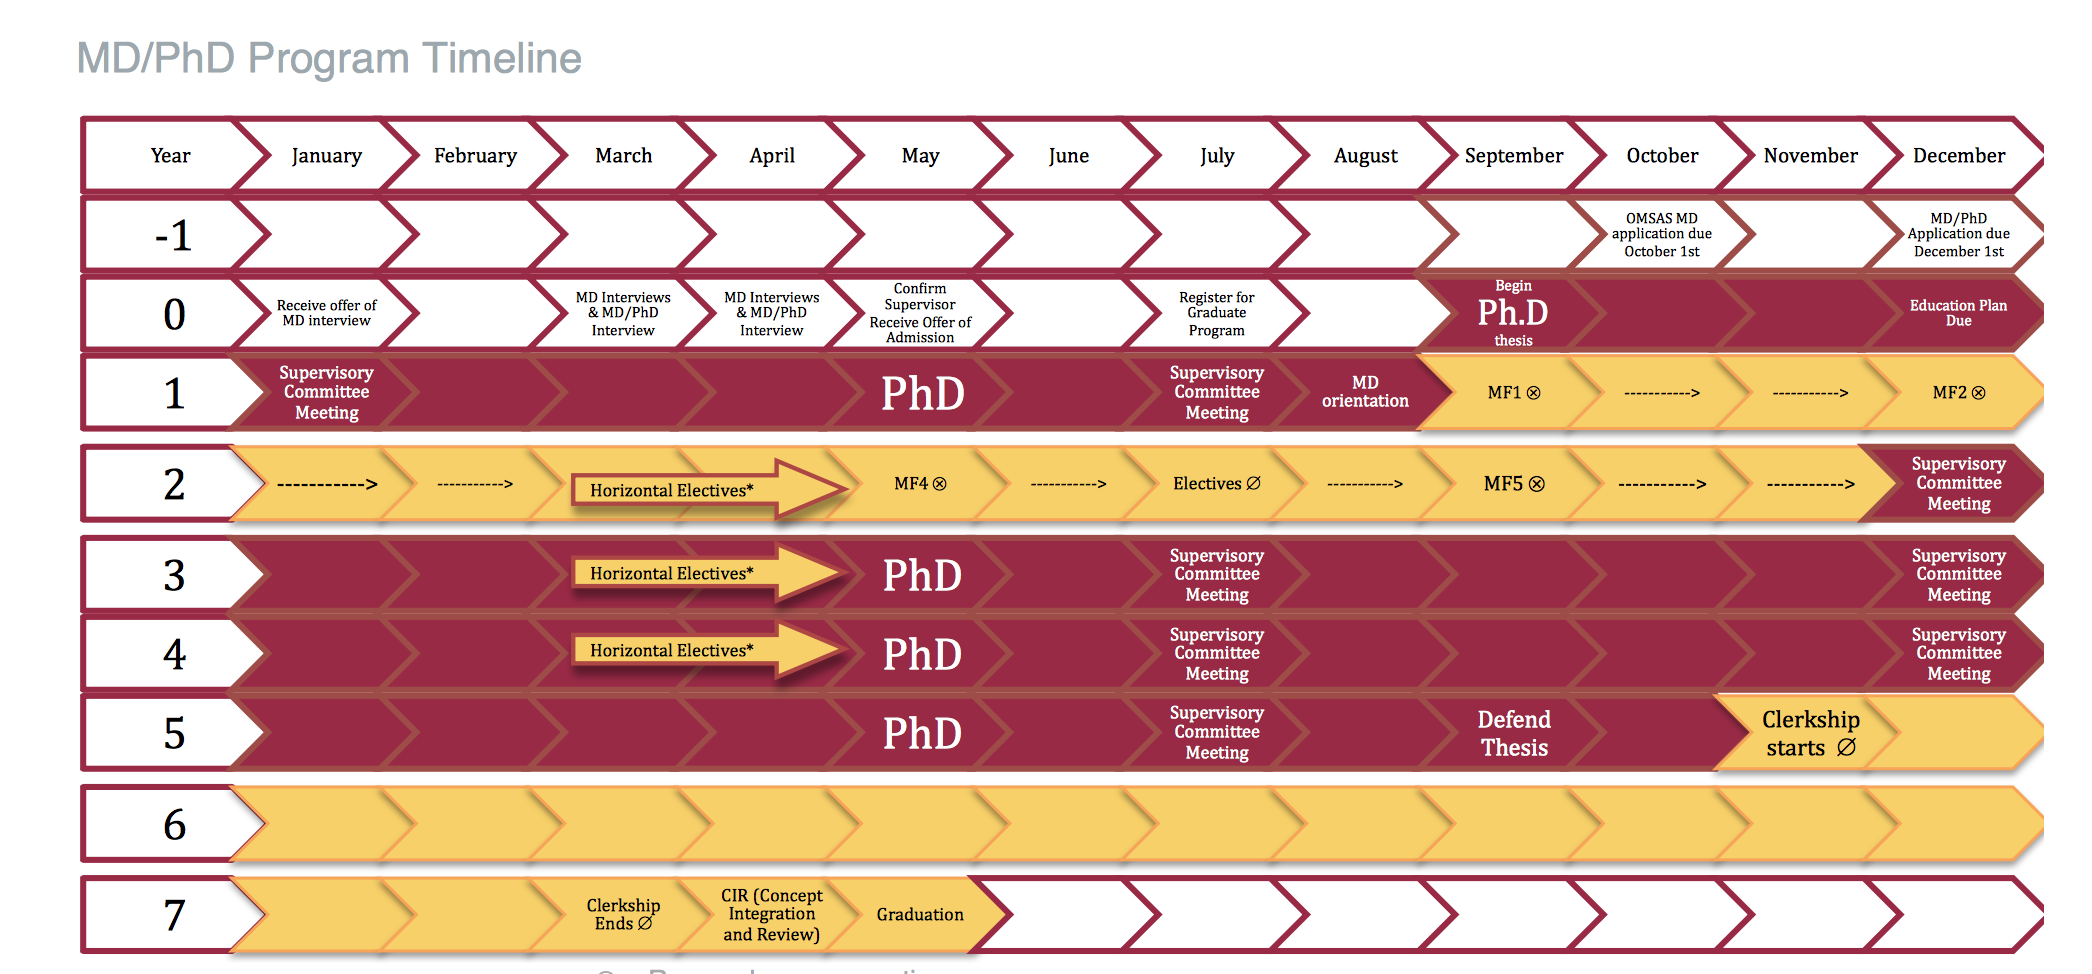 MD/PhD Program Timeline
Year
January
February
March
April
May
June
July
August
September
October
November
December
-1
OMSAS MD
application due
October 1st
MD/PhD
Application due
December 1st
0
Receive offer of
MD interview
MD Interviews
& MD/PhD
Interview
MD Interviews
& MD/PhD
Interview
Confirm
Supervisor
Receive Offer of
Admission
Register for
Graduate
Program
Begin
Ph.D
thesis
Education Plan
Due
1
Supervisory
Committee
Meeting
PhD
Supervisory
Committee
Meeting
MD
orientation
MF1 ⊗
----------->
----------->
MF2 ⊗
2
----------->
----------->
Horizontal Electives*
MF4 ⊗
----------->
Electives ∅
----------->
MF5 ⊗
----------->
----------->
Supervisory
Committee
Meeting
3
Horizontal Electives*
PhD
Supervisory
Committee
Meeting
Supervisory
Committee
Meeting
4
Horizontal Electives*
PhD
Supervisory
Committee
Meeting
Supervisory
Committee
Meeting
5
PhD
Supervisory
Committee
Meeting
Defend
Thesis
Clerkship
starts ∅
6
7
Clerkship
Ends ∅
CIR (Concept
Integration
and Review)
Graduation